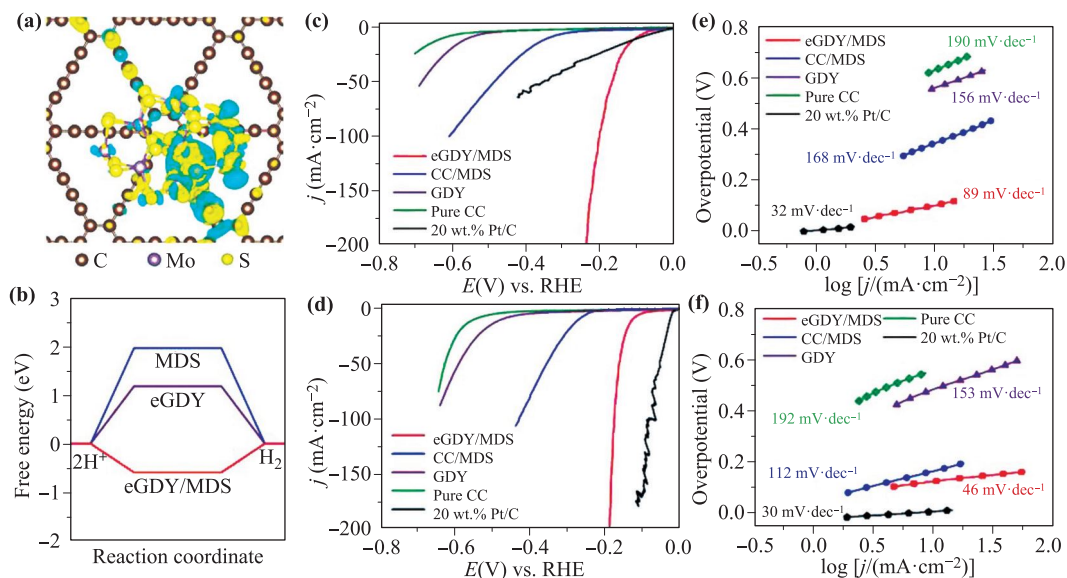 (a)
C
Mo
S
(b)
Free energy (eV)
3
2
1
0
−1
−2
MDS
eGDY
2H⁺
H₂
eGDY/MDS
Reaction coordinate
(c)
j (mA·cm⁻²)
0
−50
−100
−150
−200
eGDY/MDS
CC/MDS
GDY
Pure CC
20 wt.% Pt/C
−0.8
−0.6
−0.4
−0.2
0.0
E(V) vs. RHE
(d)
j (mA·cm⁻²)
0
−50
−100
−150
−200
eGDY/MDS
CC/MDS
GDY
Pure CC
20 wt.% Pt/C
−0.8
−0.6
−0.4
−0.2
0.0
E(V) vs. RHE
(e)
Overpotential (V)
0.8
0.6
0.4
0.2
0.0
eGDY/MDS
CC/MDS
GDY
Pure CC
20 wt.% Pt/C
190 mV·dec⁻¹
156 mV·dec⁻¹
168 mV·dec⁻¹
89 mV·dec⁻¹
32 mV·dec⁻¹
−0.5
0.0
0.5
1.0
1.5
2.0
log [j/(mA·cm⁻²)]
(f)
Overpotential (V)
0.8
0.6
0.4
0.2
0.0
eGDY/MDS
CC/MDS
GDY
Pure CC
20 wt.% Pt/C
192 mV·dec⁻¹
153 mV·dec⁻¹
112 mV·dec⁻¹
46 mV·dec⁻¹
30 mV·dec⁻¹
−0.5
0.0
0.5
1.0
1.5
2.0
log [j/(mA·cm⁻²)]